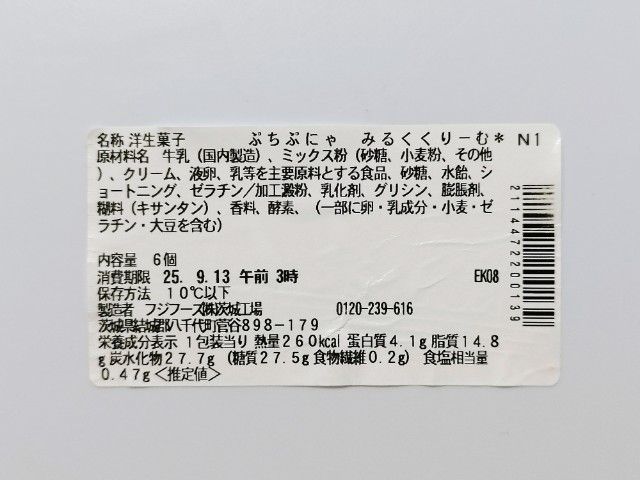 名称 洋生菓子 ぷちぷにゃ みるくくりーむ* N1
原材料名 牛乳(国内製造)、ミックス粉(砂糖、小麦粉、その他
)、クリーム、液卵、乳等を主要原料とする食品、砂糖、水飴、シ
ョートニング、ゼラチン/加工澱粉、乳化剤、グリシン、膨脹剤、
糊料(キサンタン)、香料、酵素、(一部に卵・乳成分・小麦・ゼ
ラチン・大豆を含む)
内容量 6個
消費期限 25. 9.13 午前 3時 EK08
保存方法 10℃以下
製造者 フジフーズ㈱茨城工場 0120-239-616
茨城県結城郡八千代町菅谷898-179
栄養成分表示 1包装当り 熱量260kcal 蛋白質4.1g 脂質14.8
g 炭水化物27.7g (糖質27.5g 食物繊維0.2g) 食塩相当量
0.47g <推定値>
2114472200139